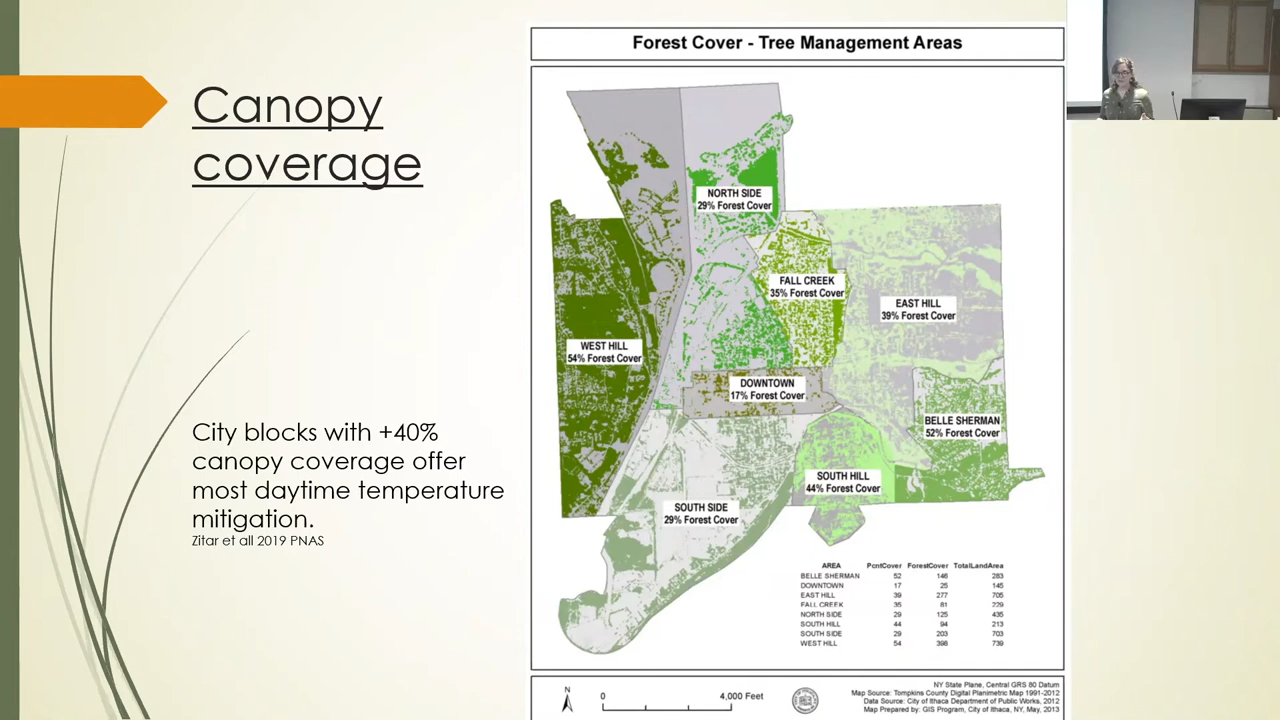 Canopy
coverage
City blocks with +40%
canopy coverage offer
most daytime temperature
mitigation.
Zitar et all 2019 PNAS
Forest Cover - Tree Management Areas
NORTH SIDE
29% Forest Cover
FALL CREEK
35% Forest Cover
EAST HILL
39% Forest Cover
WEST HILL
54% Forest Cover
DOWNTOWN
17% Forest Cover
BELLE SHERMAN
52% Forest Cover
SOUTH HILL
44% Forest Cover
SOUTH SIDE
29% Forest Cover
AREA PcntCover ForestCover TotalLandArea
BELLE SHERMAN 52 146 283
DOWNTOWN 17 25 145
EAST HILL 39 277 705
FALL CREEK 35 81 229
NORTH SIDE 29 125 435
SOUTH HILL 44 94 213
SOUTH SIDE 29 203 703
WEST HILL 54 398 739
N
0 4,000 Feet
NY State Plane, Central GRS 80 Datum
Map Source: Tompkins County Digital Planimetric Map 1991-2012
Data Source: City of Ithaca Department of Public Works, 2012
Map Prepared by: GIS Program, City of Ithaca, NY, May, 2013